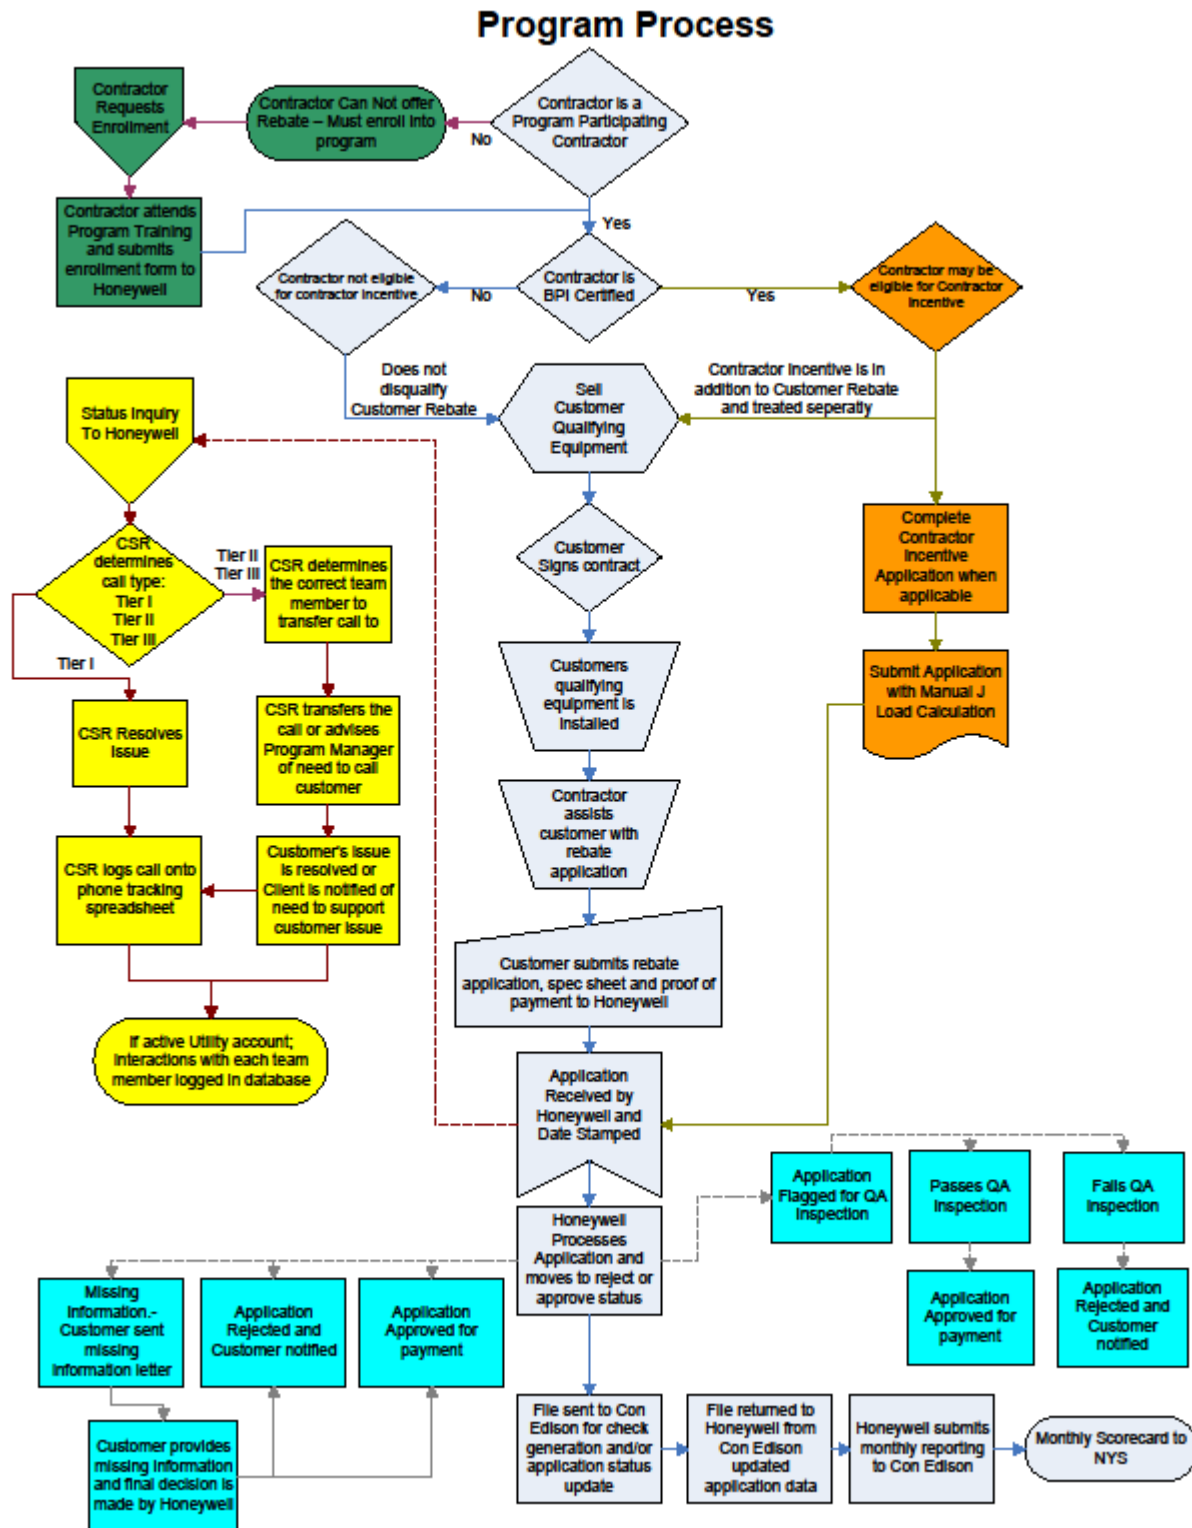 Program Process
Contractor
Requests
Enrollment
Contractor Can Not offer
Rebate – Must enroll into
program
Contractor is a
Program Participating
Contractor
No
Contractor attends
Program Training
and submits
enrollment form to
Honeywell
Yes
Contractor not eligible
for contractor incentive
No
Contractor is
BPI Certified
Yes
Contractor may be
eligible for Contractor
Incentive
Does not
disqualify
Customer Rebate
Sell
Customer
Qualifying
Equipment
Contractor Incentive is in
addition to Customer Rebate
and treated seperatly
Status Inquiry
To Honeywell
CSR
determines
call type:
Tier I
Tier II
Tier III
Tier II
Tier III
CSR determines
the correct team
member to
transfer call to
Tier I
Customer
Signs contract
Complete
Contractor
Incentive
Application when
applicable
CSR Resolves
Issue
CSR transfers the
call or advises
Program Manager
of need to call
customer
Customers
qualifying
equipment is
installed
Submit Application
with Manual J
Load Calculation
CSR logs call onto
phone tracking
spreadsheet
Customer's issue
is resolved or
Client is notified of
need to support
customer issue
Contractor
assists
customer with
rebate
application
Customer submits rebate
application, spec sheet and proof of
payment to Honeywell
If active Utility account;
interactions with each team
member logged in database
Application
Received by
Honeywell and
Date Stamped
Application
Flagged for QA
Inspection
Passes QA
Inspection
Fails QA
Inspection
Honeywell
Processes
Application and
moves to reject or
approve status
Missing
Information.-
Customer sent
missing
information letter
Application
Rejected and
Customer notified
Application
Approved for
payment
Application
Approved for
payment
Application
Rejected and
Customer
notified
Customer provides
missing information
and final decision is
made by Honeywell
File sent to Con
Edison for check
generation and/or
application status
update
File returned to
Honeywell from
Con Edison
updated
application data
Honeywell submits
monthly reporting
to Con Edison
Monthly Scorecard to
NYS